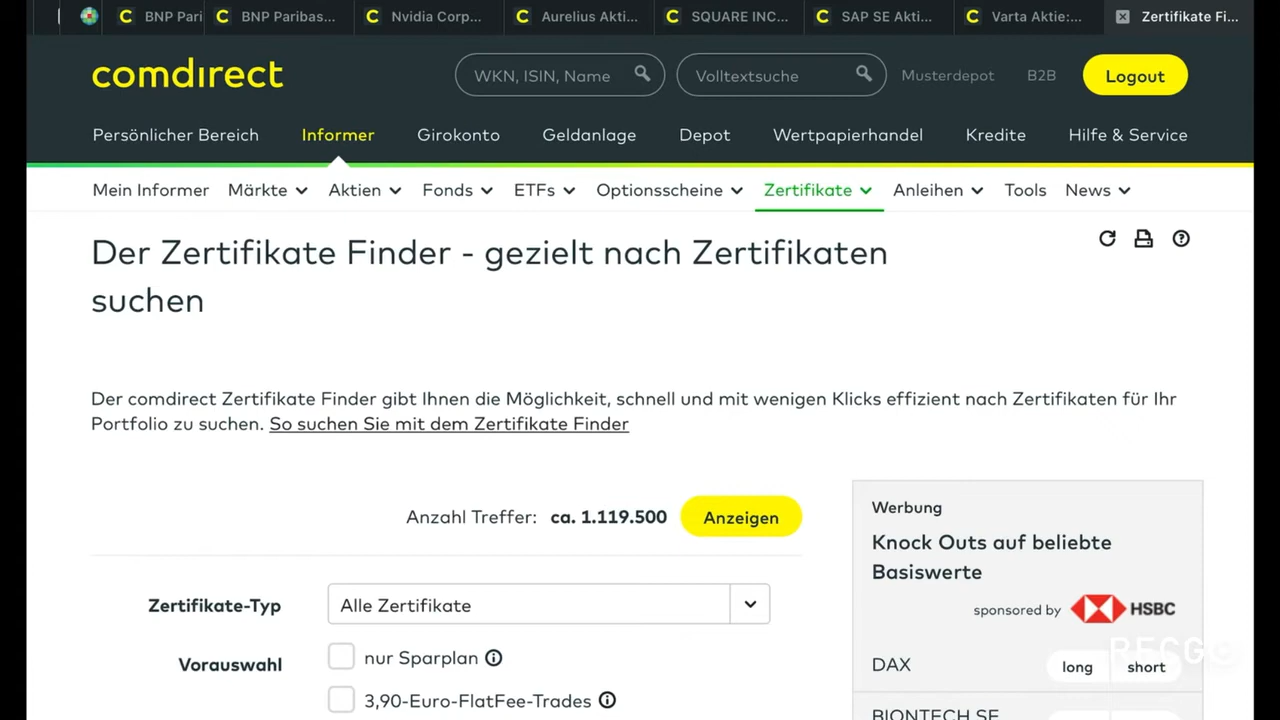 BNP Pari
BNP Paribas...
Nvidia Corp...
Aurelius Akti...
SQUARE INC...
SAP SE Akti...
Varta Aktie:...
Zertifikate Fi...
comdirect
WKN, ISIN, Name
Volltextsuche
Musterdepot
B2B
Logout
Persönlicher Bereich
Informer
Girokonto
Geldanlage
Depot
Wertpapierhandel
Kredite
Hilfe & Service
Mein Informer
Märkte
Aktien
Fonds
ETFs
Optionsscheine
Zertifikate
Anleihen
Tools
News
Der Zertifikate Finder - gezielt nach Zertifikaten
suchen
Der comdirect Zertifikate Finder gibt Ihnen die Möglichkeit, schnell und mit wenigen Klicks effizient nach Zertifikaten für Ihr
Portfolio zu suchen. So suchen Sie mit dem Zertifikate Finder
Anzahl Treffer: ca. 1.119.500
Anzeigen
Zertifikate-Typ
Alle Zertifikate
Vorauswahl
nur Sparplan
3,90-Euro-FlatFee-Trades
Werbung
Knock Outs auf beliebte
Basiswerte
sponsored by HSBC
DAX
long
short
BIONTECH SE